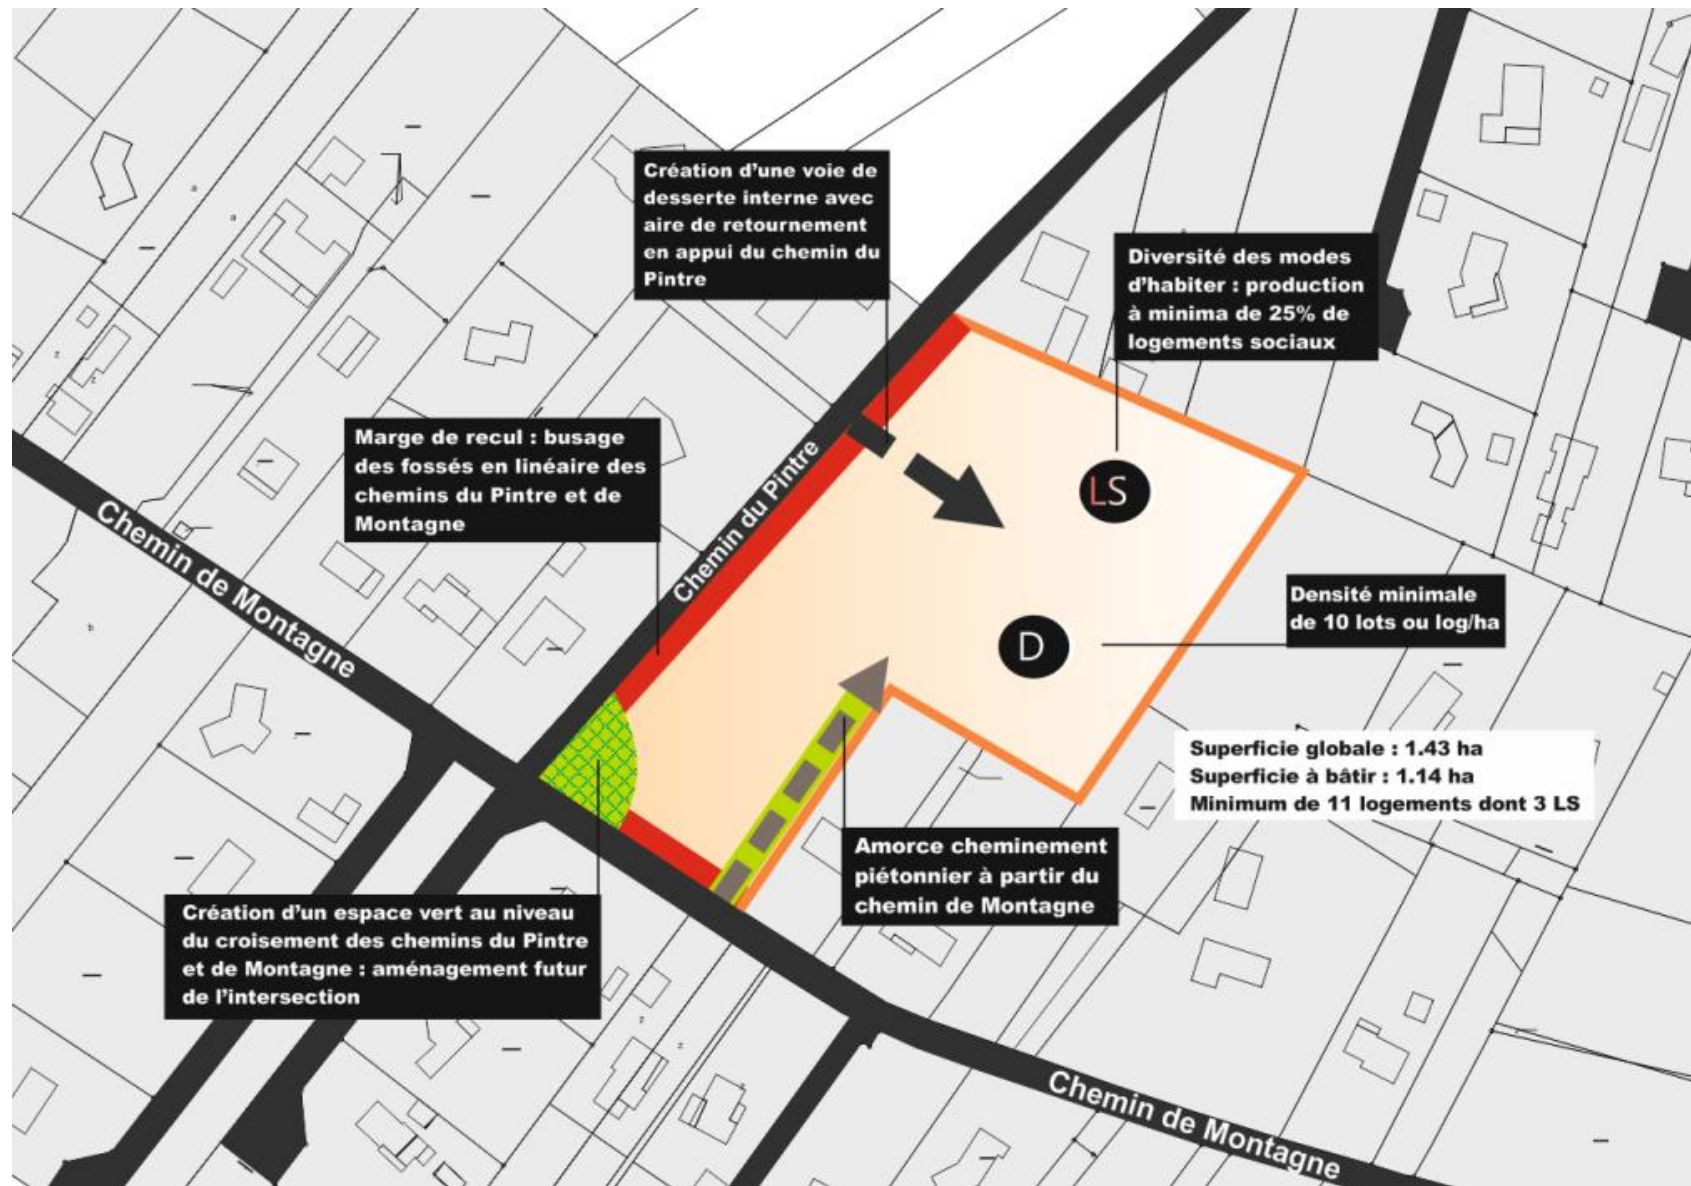 Création d'une voie de
desserte interne avec
aire de retournement
en appui du chemin du
Pintre
Diversité des modes
d'habiter : production
à minima de 25% de
logements sociaux
Marge de recul : busage
des fossés en linéaire des
chemins du Pintre et de
Montagne
Chemin du Pintre
LS
Chemin de Montagne
Densité minimale
de 10 lots ou log/ha
D
Superficie globale : 1.43 ha
Superficie à bâtir : 1.14 ha
Minimum de 11 logements dont 3 LS
Amorce cheminement
piétonnier à partir du
chemin de Montagne
Création d'un espace vert au niveau
du croisement des chemins du Pintre
et de Montagne : aménagement futur
de l'intersection
Chemin de Montagne